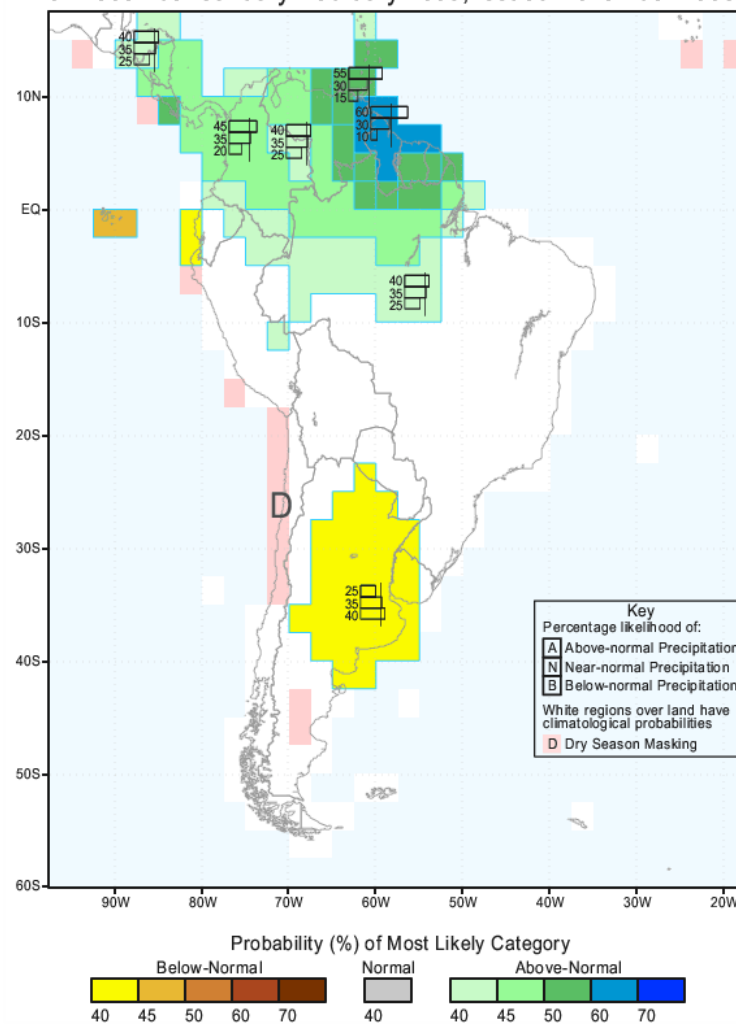 40
35
25
55
30
15
10N
45
35
20
40
35
25
60
30
10
EQ
40
35
25
10S
20S
D
30S
25
35
40
Key
Percentage likelihood of:
A Above-normal Precipitation
N Near-normal Precipitation
B Below-normal Precipitation
White regions over land have
climatological probabilities
D Dry Season Masking
40S
50S
60S
90W 80W 70W 60W 50W 40W 30W 20W
Probability (%) of Most Likely Category
Below-Normal Normal Above-Normal
40 45 50 60 70 40 40 45 50 60 70